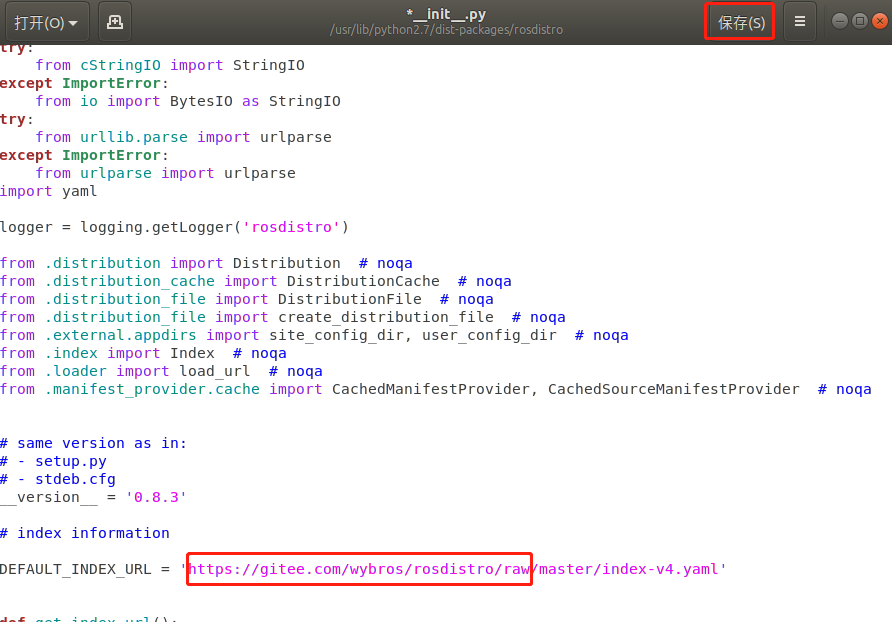 打开(O)
*__init__.py
/usr/lib/python2.7/dist-packages/rosdistro
保存(S)
try:
    from cStringIO import StringIO
except ImportError:
    from io import BytesIO as StringIO
try:
    from urllib.parse import urlparse
except ImportError:
    from urlparse import urlparse
import yaml
logger = logging.getLogger('rosdistro')
from .distribution import Distribution  # noqa
from .distribution_cache import DistributionCache  # noqa
from .distribution_file import DistributionFile  # noqa
from .distribution_file import create_distribution_file  # noqa
from .external.appdirs import site_config_dir, user_config_dir  # noqa
from .index import Index  # noqa
from .loader import load_url  # noqa
from .manifest_provider.cache import CachedManifestProvider, CachedSourceManifestProvider  # noqa
# same version as in:
# - setup.py
# - stdeb.cfg
__version__ = '0.8.3'
# index information
DEFAULT_INDEX_URL = 'https://gitee.com/wybros/rosdistro/raw/master/index-v4.yaml'
def get_index_url():